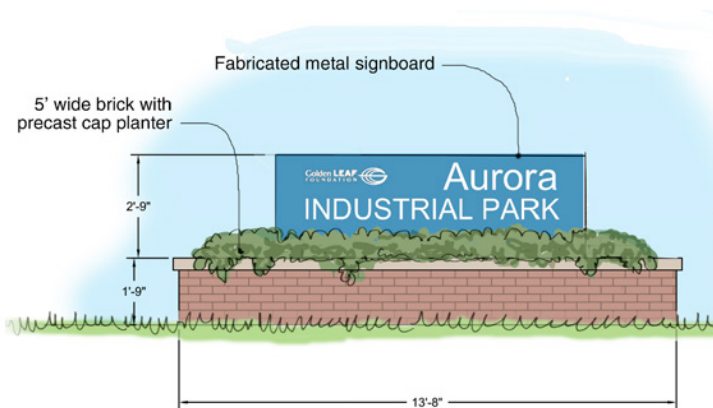 Fabricated metal signboard
5' wide brick with
precast cap planter
Golden LEAF
FOUNDATION
Aurora
INDUSTRIAL PARK
2'-9"
1'-9"
13'-8"